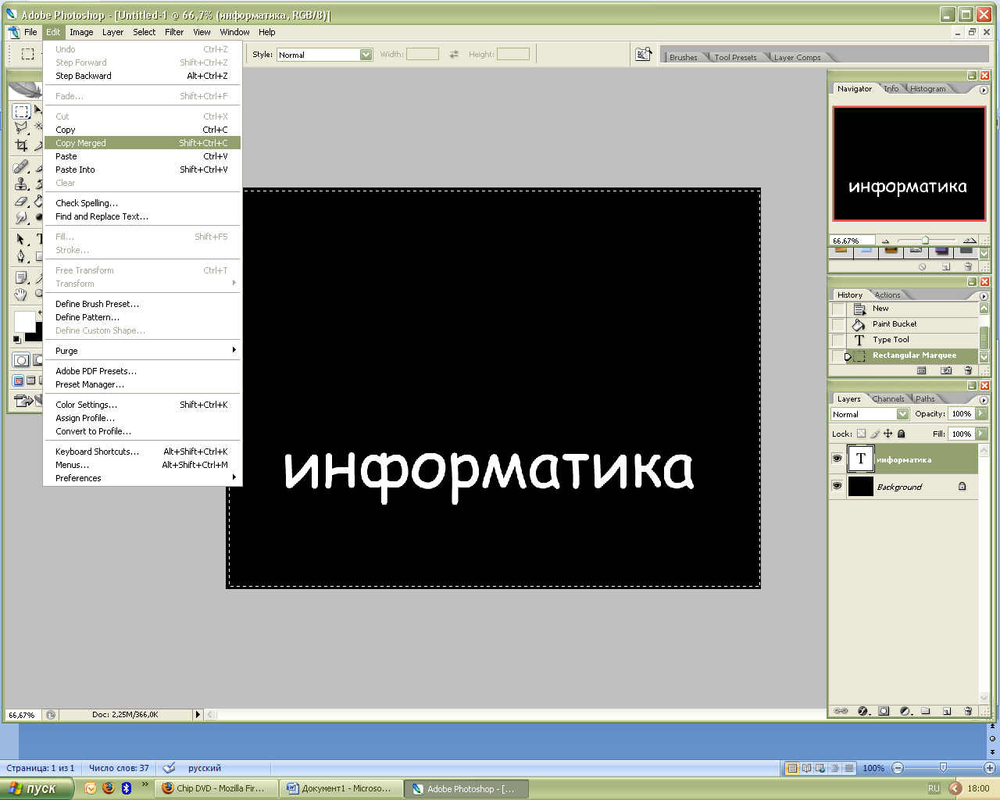 Adobe Photoshop - [Untitled-1 @ 66,7% (информатика, RGB/8)]
File Edit Image Layer Select Filter View Window Help
Style: Normal Width: Height: Brushes Tool Presets Layer Comps
Undo Ctrl+Z
Step Forward Shift+Ctrl+Z
Step Backward Alt+Ctrl+Z
Fade... Shift+Ctrl+F
Cut Ctrl+X
Copy Ctrl+C
Copy Merged Shift+Ctrl+C
Paste Ctrl+V
Paste Into Shift+Ctrl+V
Clear
Check Spelling...
Find and Replace Text...
Fill... Shift+F5
Stroke...
Free Transform Ctrl+T
Transform
Define Brush Preset...
Define Pattern...
Define Custom Shape...
Purge
Adobe PDF Presets...
Preset Manager...
Color Settings... Shift+Ctrl+K
Assign Profile...
Convert to Profile...
Keyboard Shortcuts... Alt+Shift+Ctrl+K
Menus... Alt+Shift+Ctrl+M
Preferences
информатика
Navigator Info Histogram
информатика
66.67%
History Actions
New
Paint Bucket
Type Tool
Rectangular Marquee
Layers Channels Paths
Normal Opacity: 100%
Lock: Fill: 100%
T информатика
Background
66,67% Doc: 2,25M/366,0K
Страница: 1 из 1 Число слов: 37 русский 100%
пуск Chip DVD - Mozilla Fir... Документ1 - Microso... Adobe Photoshop - [... RU 18:00